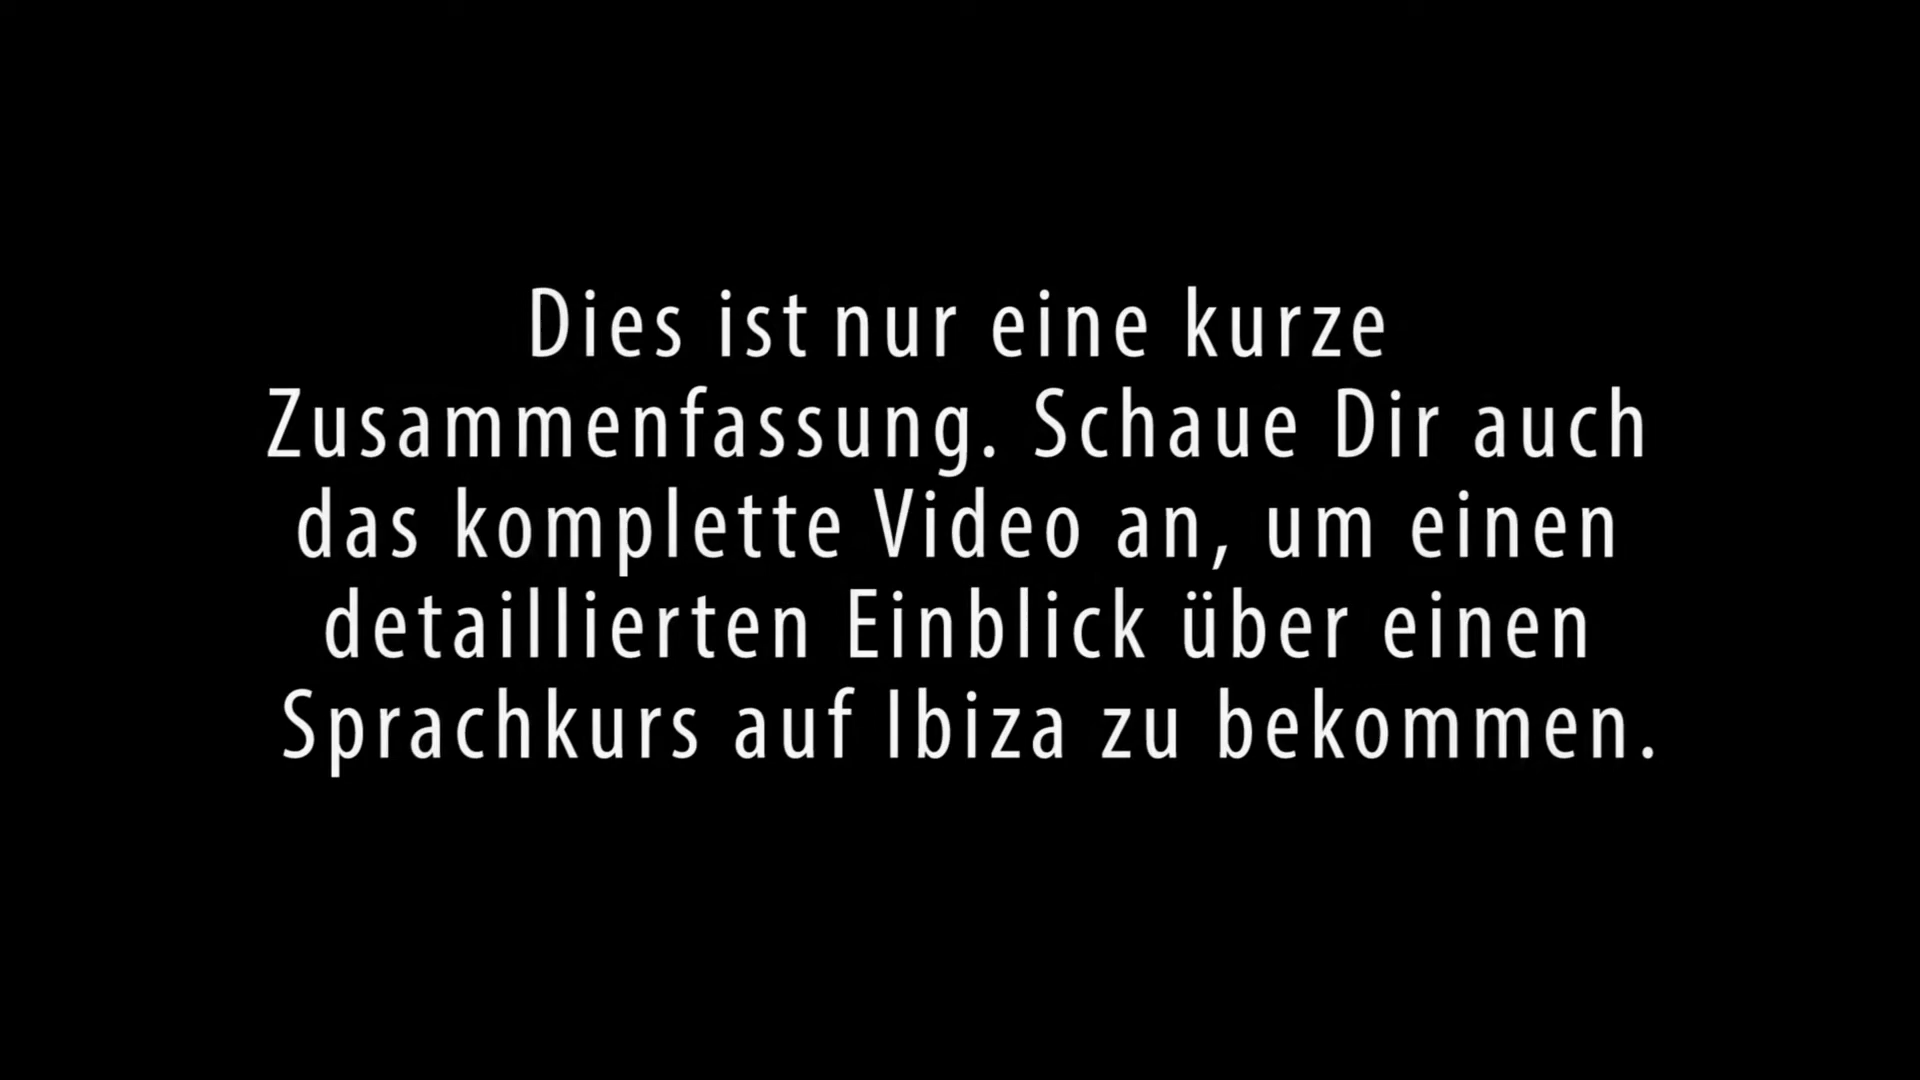 Dies ist nur eine kurze
Zusammenfassung. Schaue Dir auch
das komplette Video an, um einen
detaillierten Einblick über einen
Sprachkurs auf Ibiza zu bekommen.